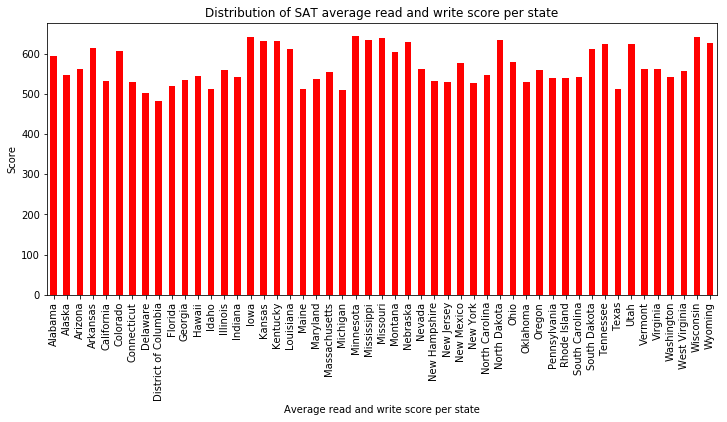 Distribution of SAT average read and write score per state
Score
600
500
400
300
200
100
0
Alabama
Alaska
Arizona
Arkansas
California
Colorado
Connecticut
Delaware
District of Columbia
Florida
Georgia
Hawaii
Idaho
Illinois
Indiana
Iowa
Kansas
Kentucky
Louisiana
Maine
Maryland
Massachusetts
Michigan
Minnesota
Mississippi
Missouri
Montana
Nebraska
Nevada
New Hampshire
New Jersey
New Mexico
New York
North Carolina
North Dakota
Ohio
Oklahoma
Oregon
Pennsylvania
Rhode Island
South Carolina
South Dakota
Tennessee
Texas
Utah
Vermont
Virginia
Washington
West Virginia
Wisconsin
Wyoming
Average read and write score per state